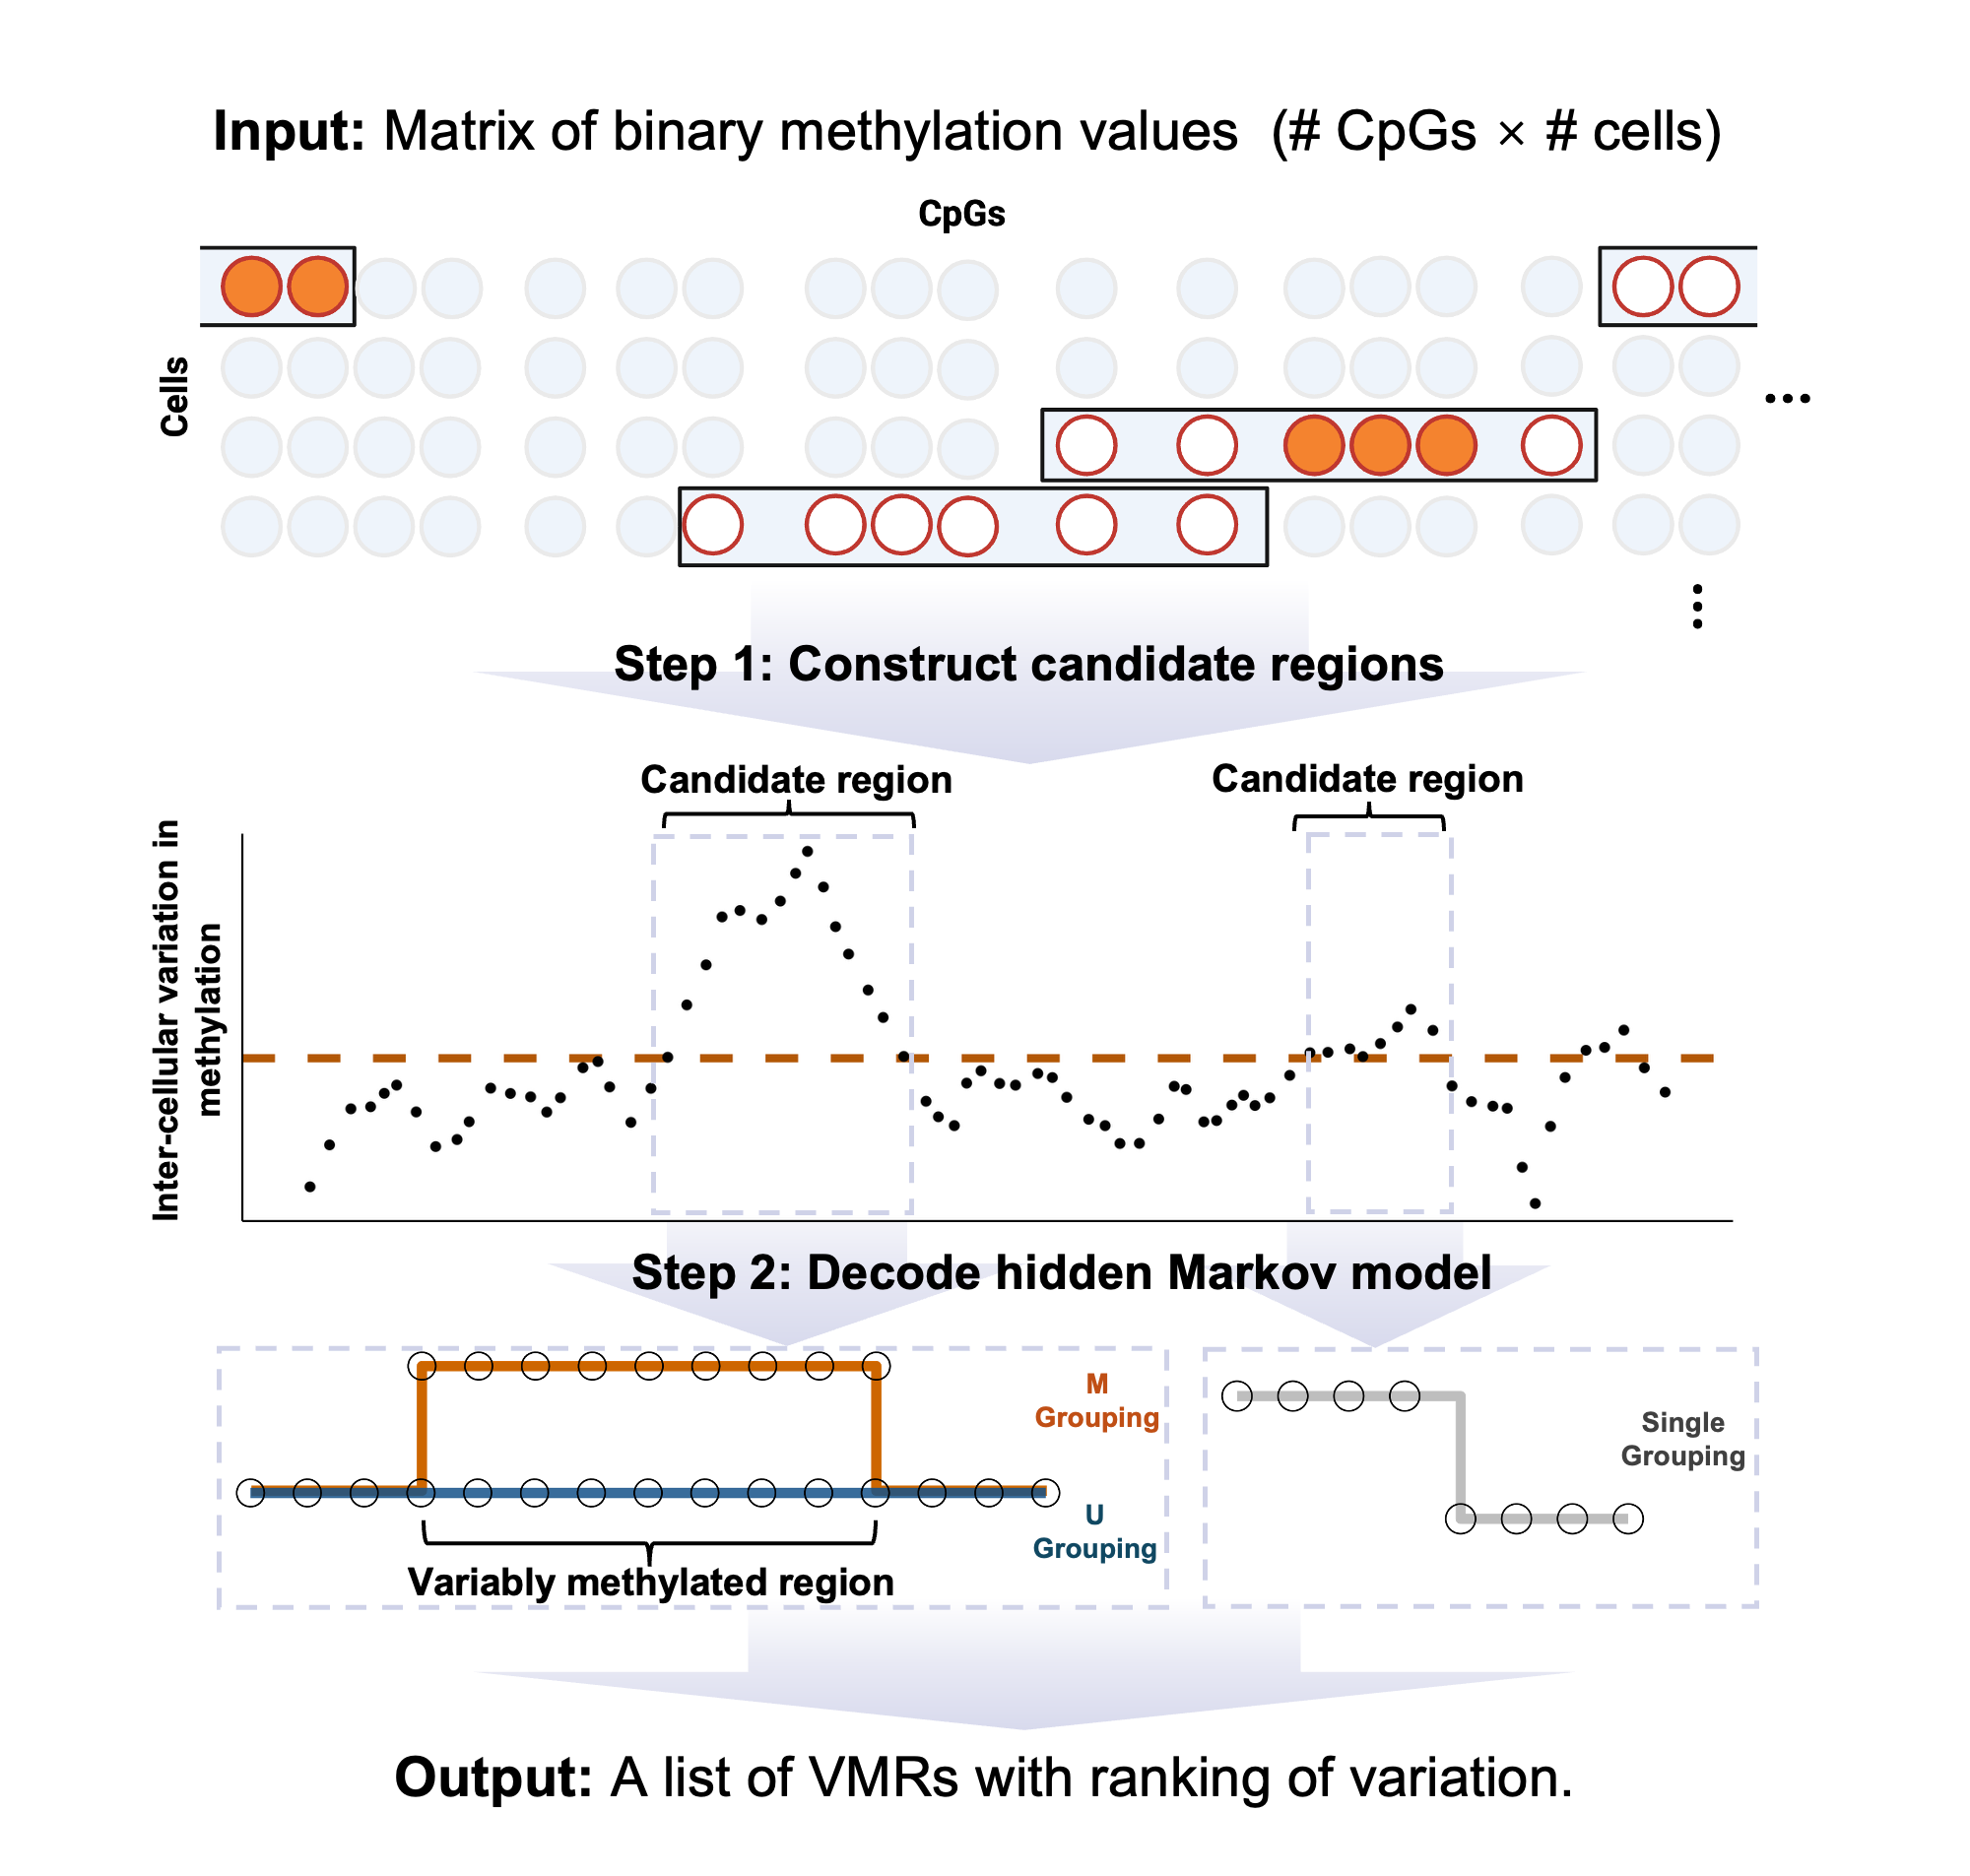 Input: Matrix of binary methylation values (# CpGs × # cells)
CpGs
Cells
...
⋮
Step 1: Construct candidate regions
Candidate region
Candidate region
Inter-cellular variation in
methylation
Step 2: Decode hidden Markov model
M
Grouping
U
Grouping
Single
Grouping
Variably methylated region
Output: A list of VMRs with ranking of variation.